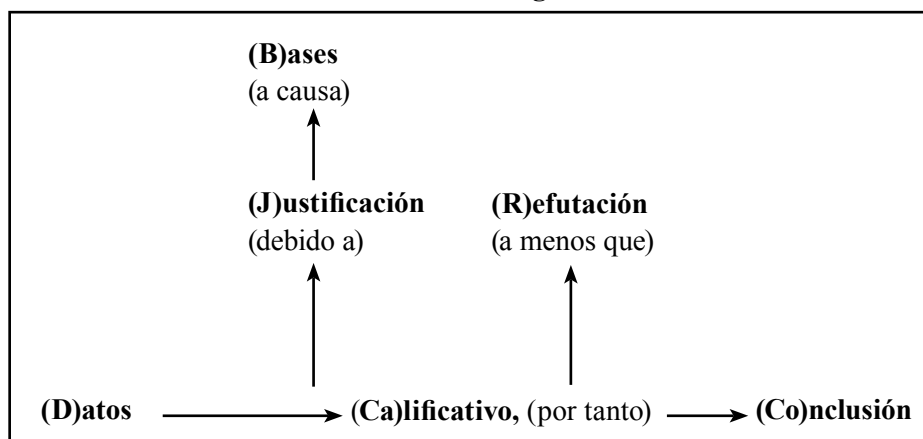 (B)ases
(a causa)
(J)ustificación
(debido a)
(R)efutación
(a menos que)
(D)atos
(Ca)lificativo, (por tanto)
(Co)nclusión